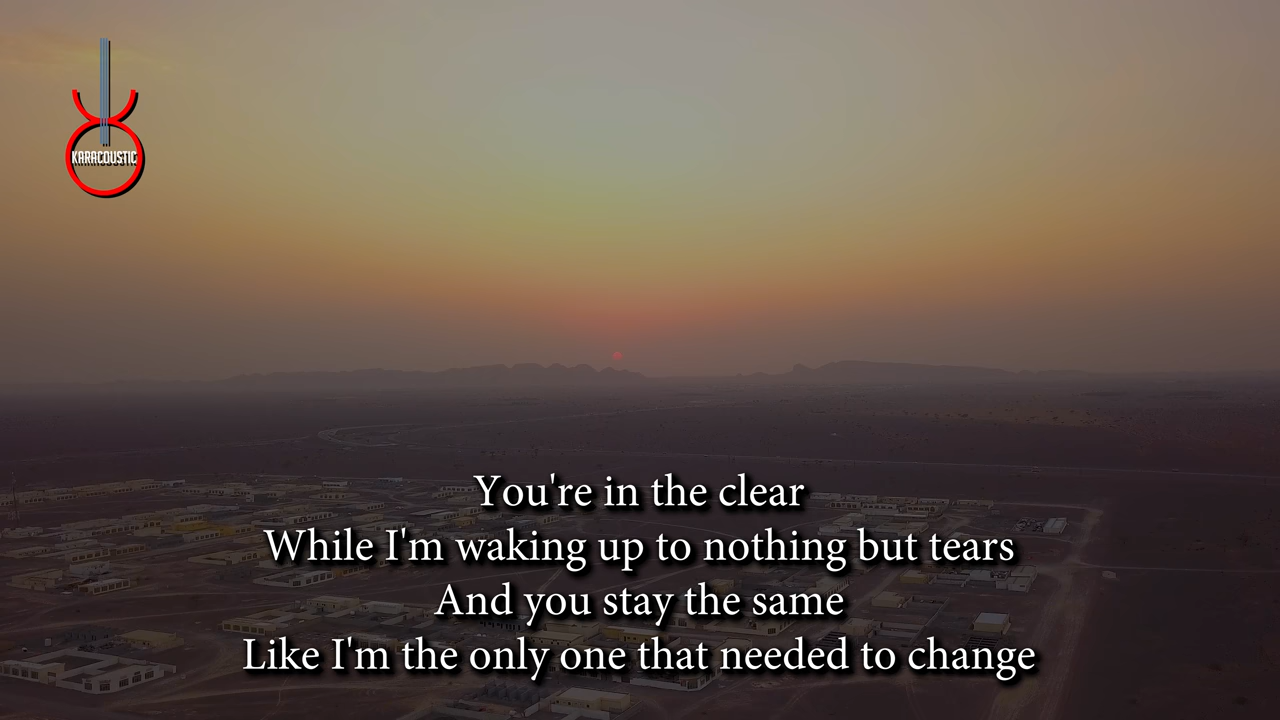 KARACOUSTIC
You're in the clear
While I'm waking up to nothing but tears
And you stay the same
Like I'm the only one that needed to change